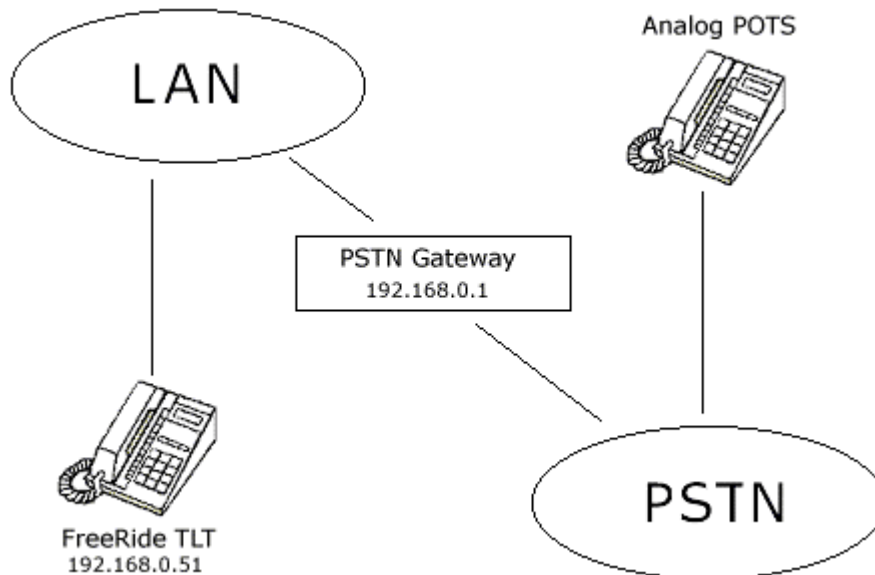 Analog POTS
LAN
PSTN Gateway
192.168.0.1
PSTN
FreeRide TLT
192.168.0.51